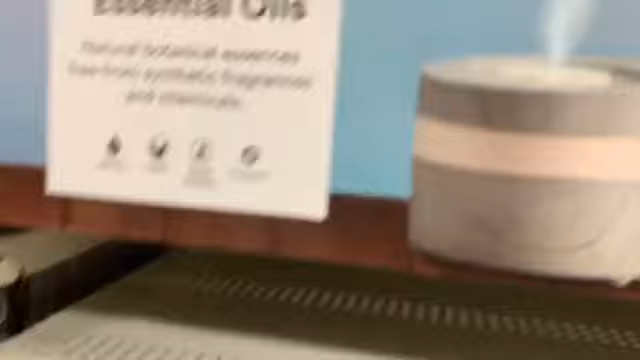 Essential Oils
Natural botanical essences
free from synthetic fragrances
and chemicals.